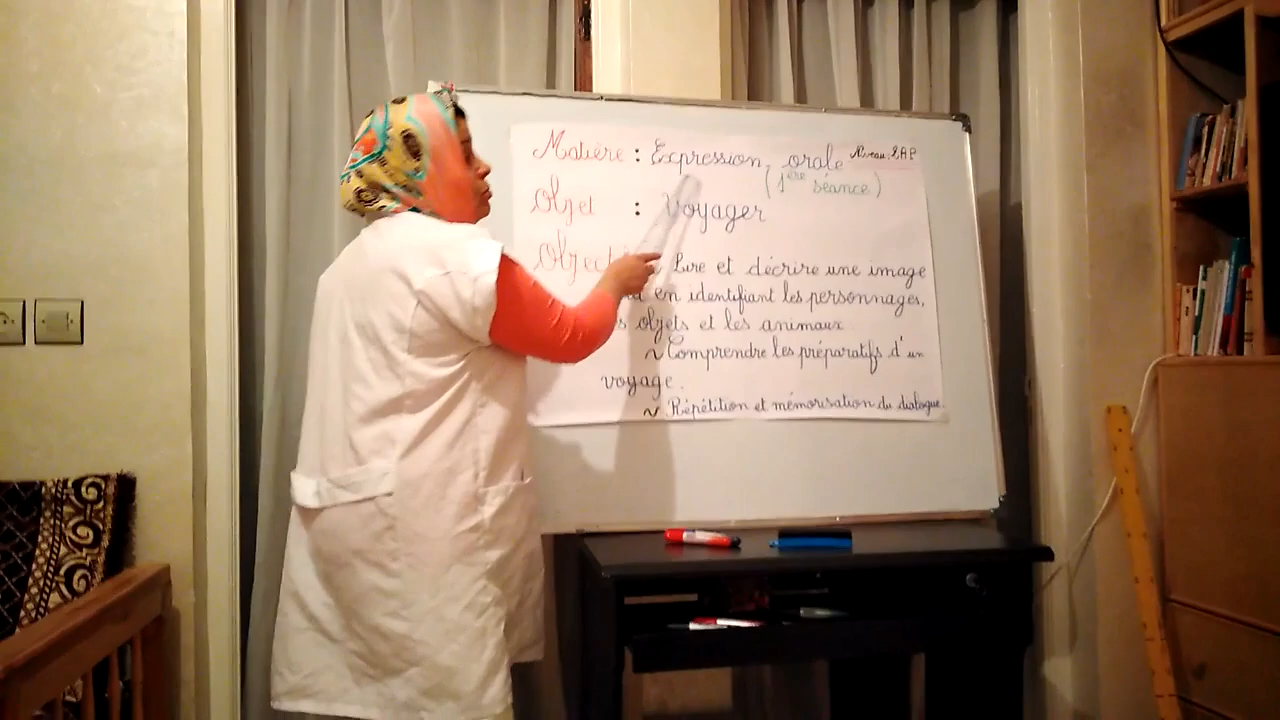 Matière : Expression orale Niveau: 2AP
(1ère séance)
Objet : Voyager
Lire et décrire une image
en identifiant les personnages,
objets et les animaux
~ Comprendre les préparatifs d'un
voyage.
~ Répétition et mémorisation du dialogue.